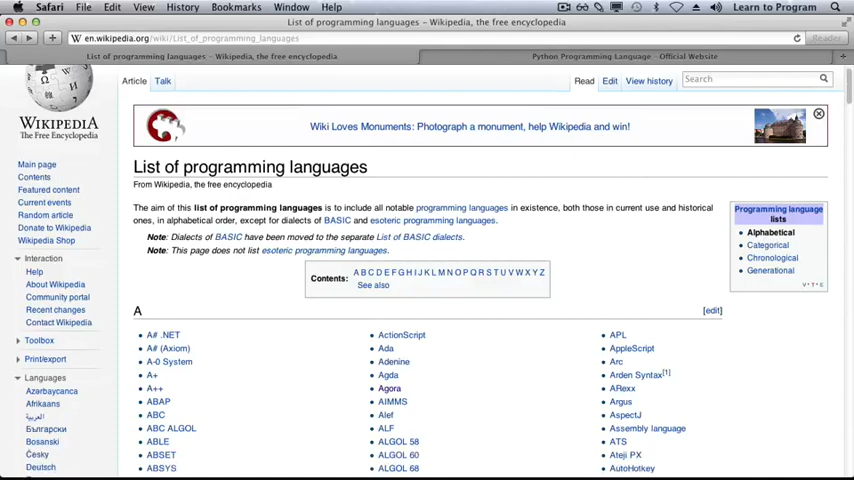 Safari File Edit View History Bookmarks Window Help Learn to Program
List of programming languages – Wikipedia, the free encyclopedia
en.wikipedia.org/wiki/List_of_programming_languages Reader
List of programming languages – Wikipedia, the free encyclopedia Python Programming Language – Official Website
Article Talk Read Edit View history Search
WIKIPEDIA
The Free Encyclopedia
Main page
Contents
Featured content
Current events
Random article
Donate to Wikipedia
Wikipedia Shop
Interaction
Help
About Wikipedia
Community portal
Recent changes
Contact Wikipedia
Toolbox
Print/export
Languages
Azərbaycanca
Afrikaans
العربية
Български
Bosanski
Česky
Deutsch
Wiki Loves Monuments: Photograph a monument, help Wikipedia and win!
List of programming languages
From Wikipedia, the free encyclopedia
The aim of this list of programming languages is to include all notable programming languages in existence, both those in current use and historical
ones, in alphabetical order, except for dialects of BASIC and esoteric programming languages.
Note: Dialects of BASIC have been moved to the separate List of BASIC dialects.
Note: This page does not list esoteric programming languages.
Programming language
lists
Alphabetical
Categorical
Chronological
Generational
V • T • E
Contents: A B C D E F G H I J K L M N O P Q R S T U V W X Y Z
See also
A [edit]
A# .NET
A# (Axiom)
A-0 System
A+
A++
ABAP
ABC
ABC ALGOL
ABLE
ABSET
ABSYS
ActionScript
Ada
Adenine
Agda
Agora
AIMMS
Alef
ALF
ALGOL 58
ALGOL 60
ALGOL 68
APL
AppleScript
Arc
Arden Syntax[1]
ARexx
Argus
AspectJ
Assembly language
ATS
Ateji PX
AutoHotkey